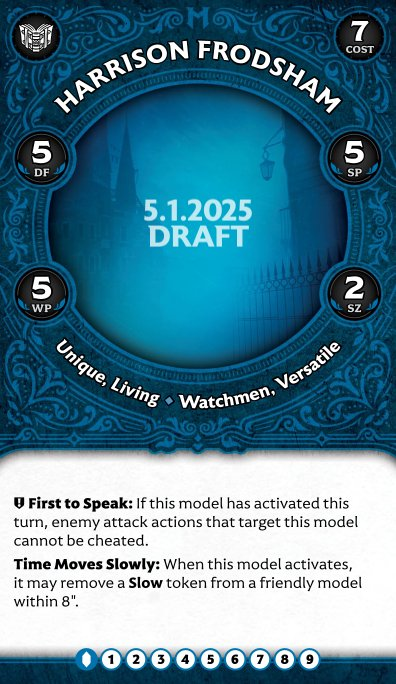 7
COST
HARRISON FRODSHAM
5
DF
5
SP
5.1.2025
DRAFT
5
WP
2
SZ
Unique, Living ◆ Watchmen, Versatile
First to Speak: If this model has activated this
turn, enemy attack actions that target this model
cannot be cheated.
Time Moves Slowly: When this model activates,
it may remove a Slow token from a friendly model
within 8".
1 2 3 4 5 6 7 8 9